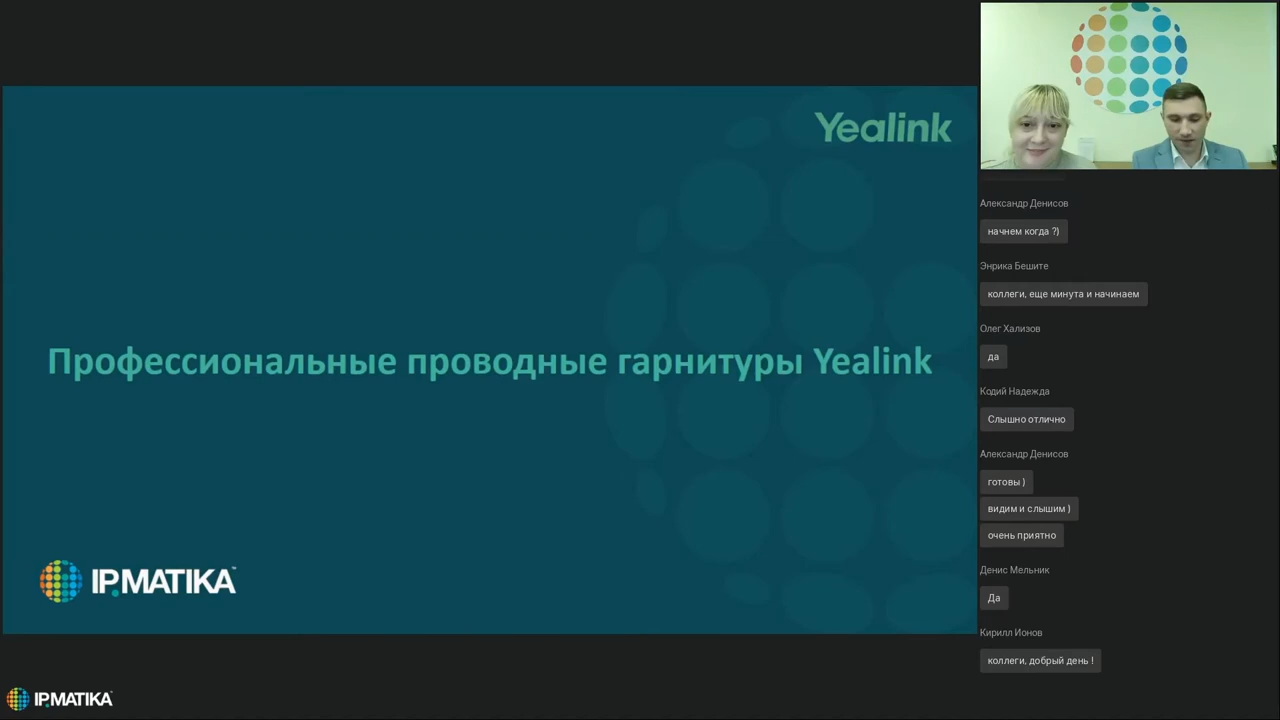 Yealink
Профессиональные проводные гарнитуры Yealink
IPMATIKA™
Александр Денисов
начнем когда ?)
Энрика Бешите
коллеги, еще минута и начинаем
Олег Хализов
да
Кодий Надежда
Слышно отлично
Александр Денисов
готовы )
видим и слышим )
очень приятно
Денис Мельник
Да
Кирилл Ионов
коллеги, добрый день !
IPMATIKA